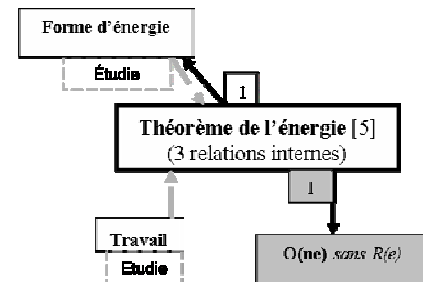 Forme d'énergie
Étudie
1
Théorème de l'énergie [5]
(3 relations internes)
1
Travail
Etudie
O(ne) sans R(e)